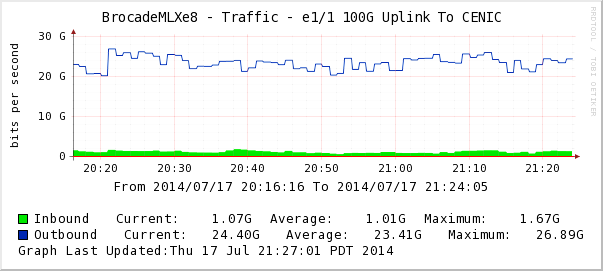 BrocadeMLXe8 - Traffic - e1/1 100G Uplink To CENIC
RRDTOOL / TOBI OETIKER
bits per second
30 G
20 G
10 G
0
20:20 20:30 20:40 20:50 21:00 21:10 21:20
From 2014/07/17 20:16:16 To 2014/07/17 21:24:05
Inbound Current: 1.07G Average: 1.01G Maximum: 1.67G
Outbound Current: 24.40G Average: 23.41G Maximum: 26.89G
Graph Last Updated:Thu 17 Jul 21:27:01 PDT 2014